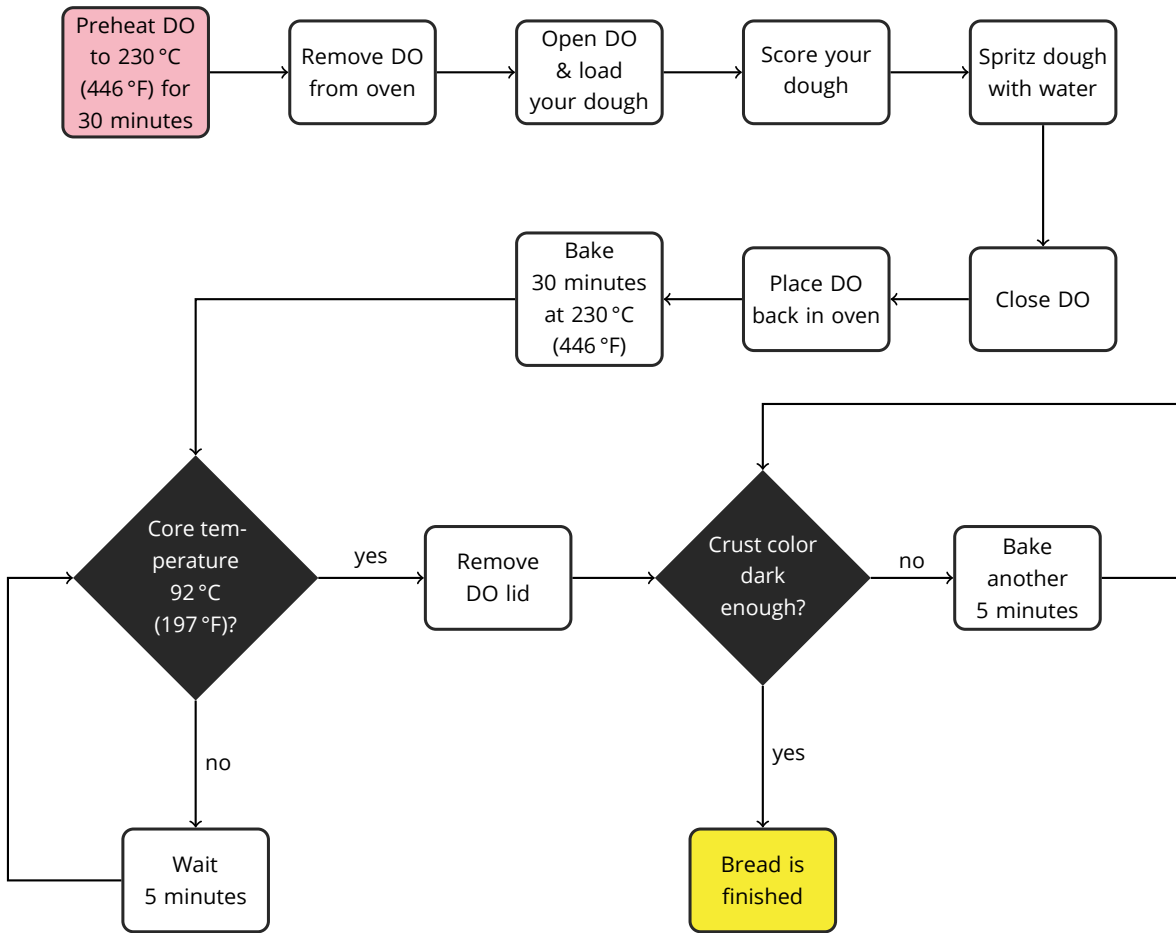 Preheat DO
to 230 °C
(446 °F) for
30 minutes
Remove DO
from oven
Open DO
& load
your dough
Score your
dough
Spritz dough
with water
Bake
30 minutes
at 230 °C
(446 °F)
Place DO
back in oven
Close DO
Core tem-
perature
92 °C
(197 °F)?
yes
Remove
DO lid
Crust color
dark
enough?
no
Bake
another
5 minutes
no
yes
Wait
5 minutes
Bread is
finished